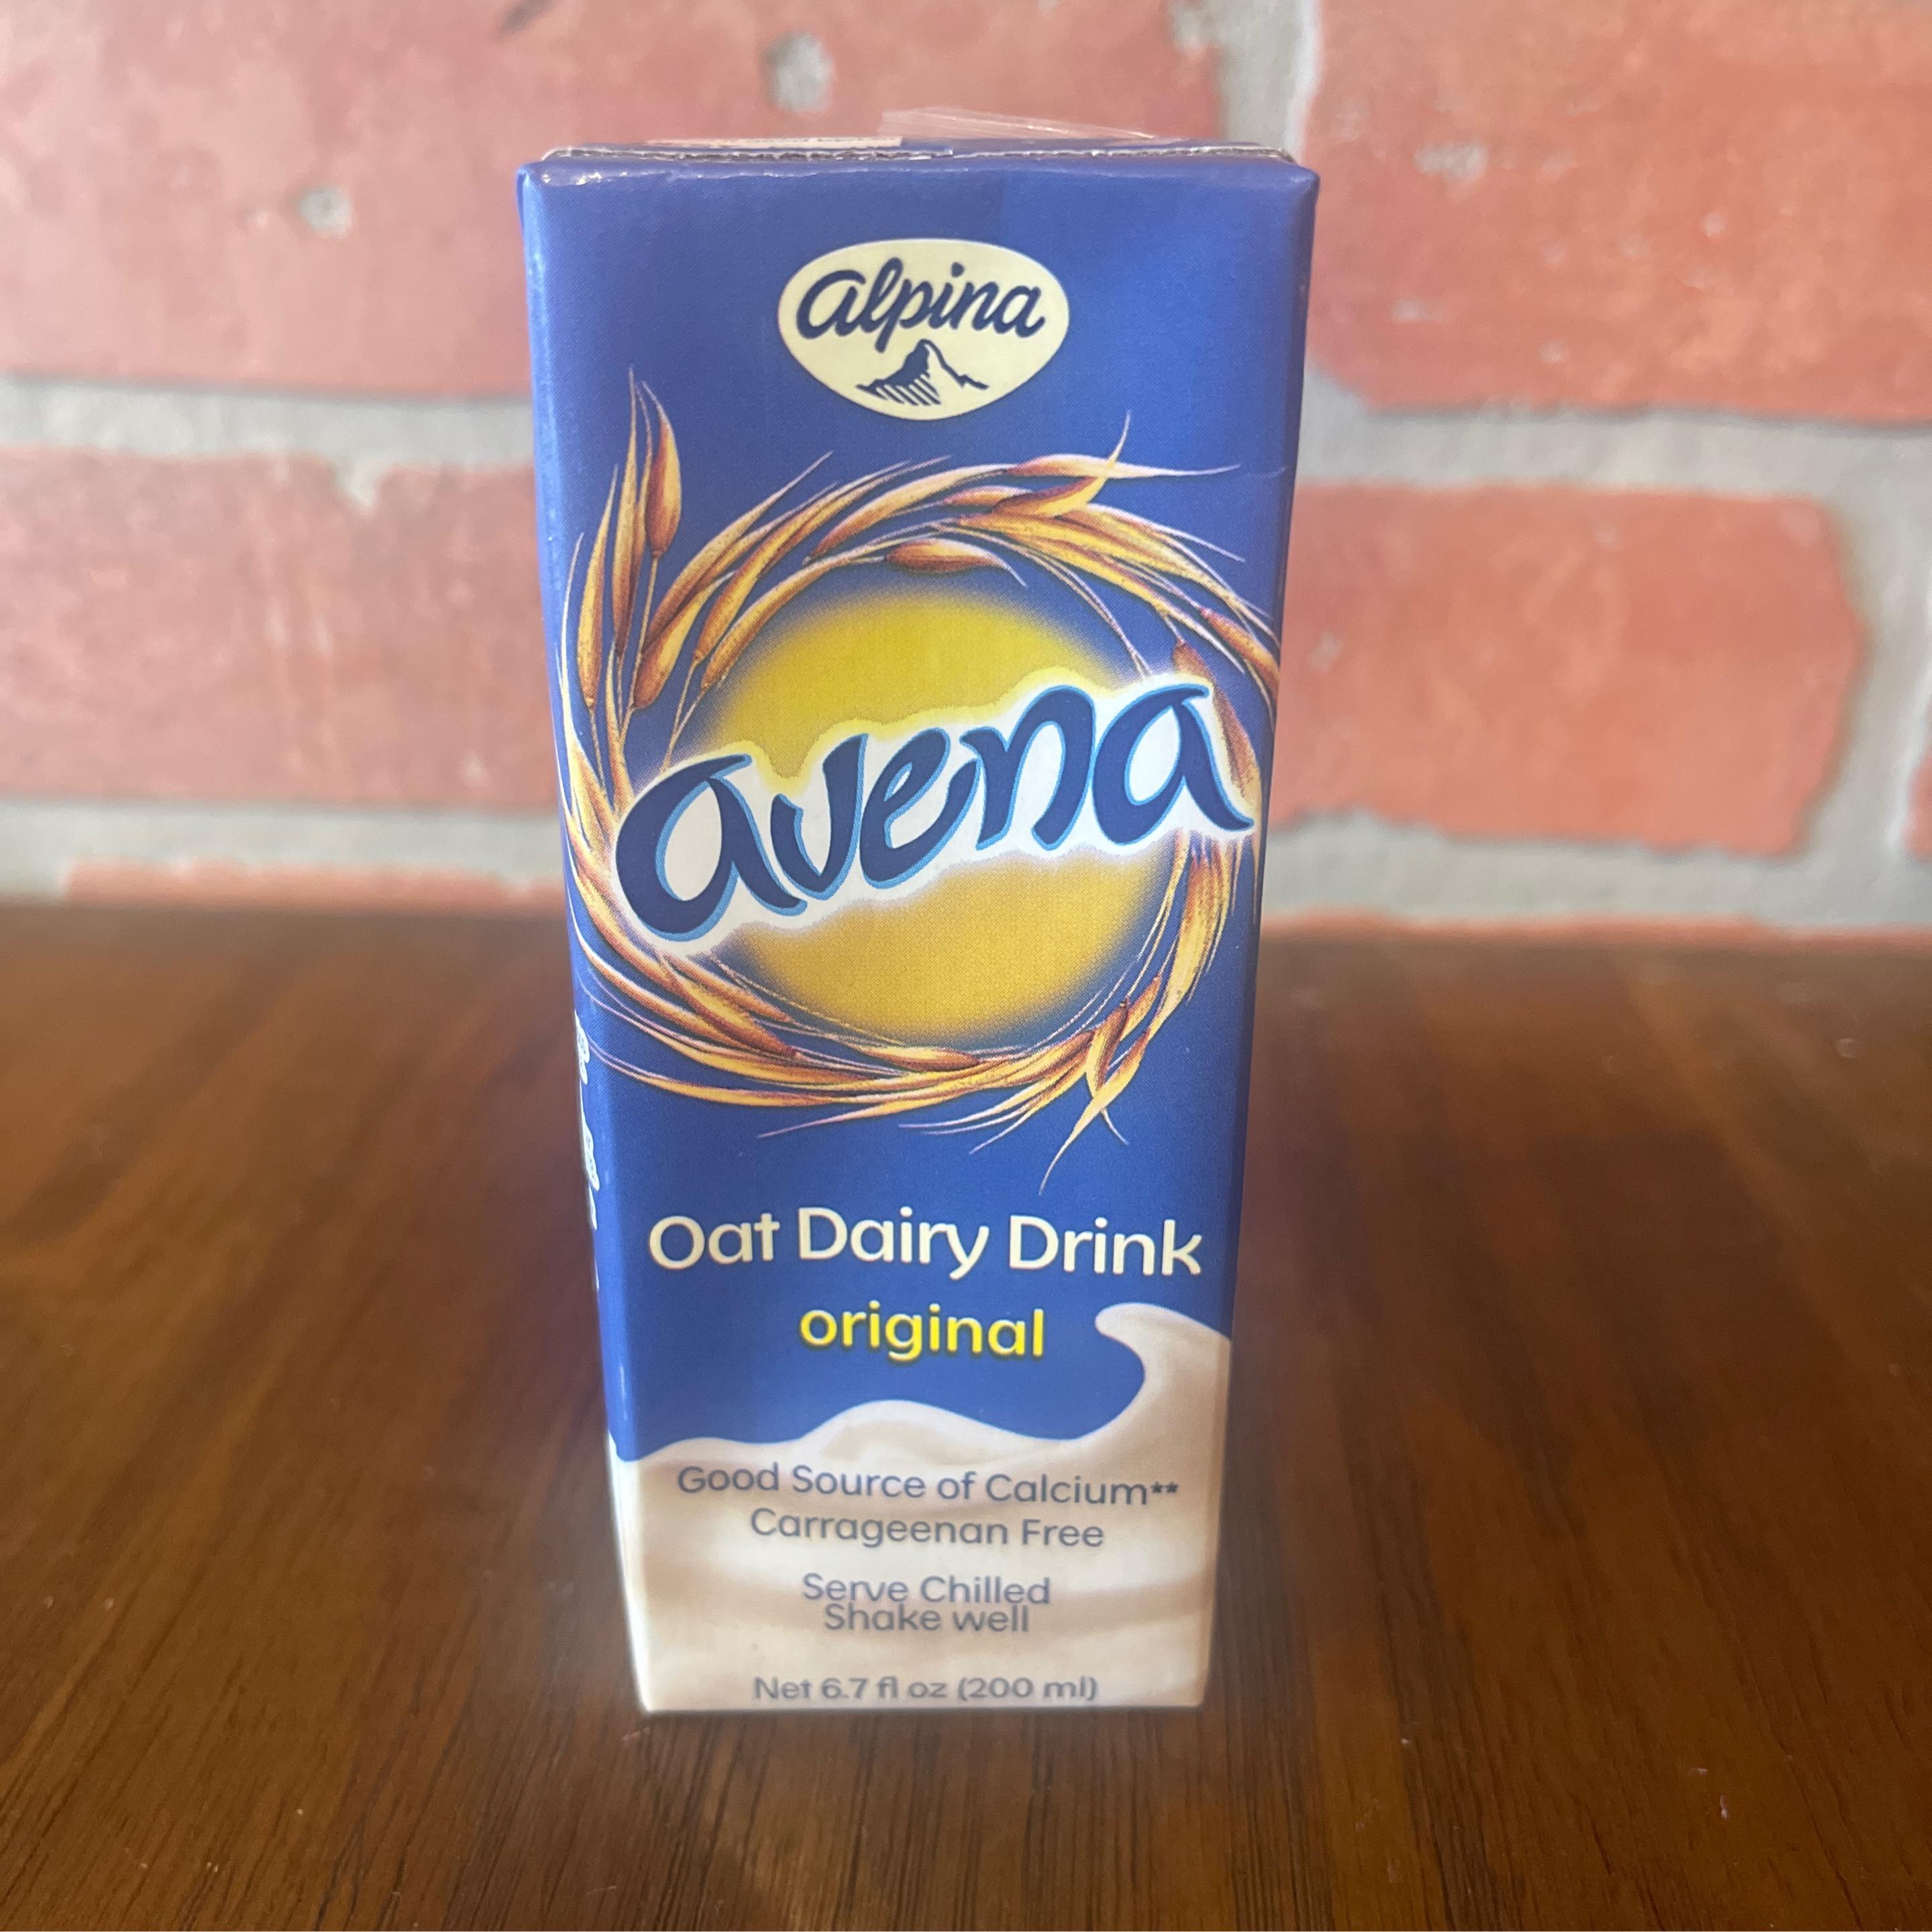 alpina
avena
Oat Dairy Drink
original
Good Source of Calcium**
Carrageenan Free
Serve Chilled
Shake well
Net 6.7 fl oz (200 ml)